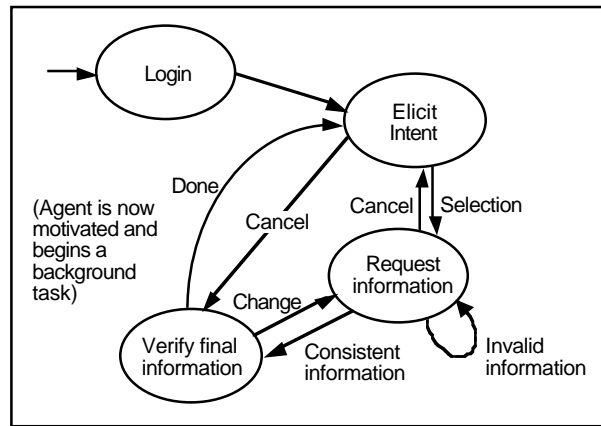 Login
Elicit
Intent
Done
(Agent is now
motivated and
begins a
background
task)
Cancel
Cancel
Selection
Request
information
Change
Verify final
information
Consistent
information
Invalid
information